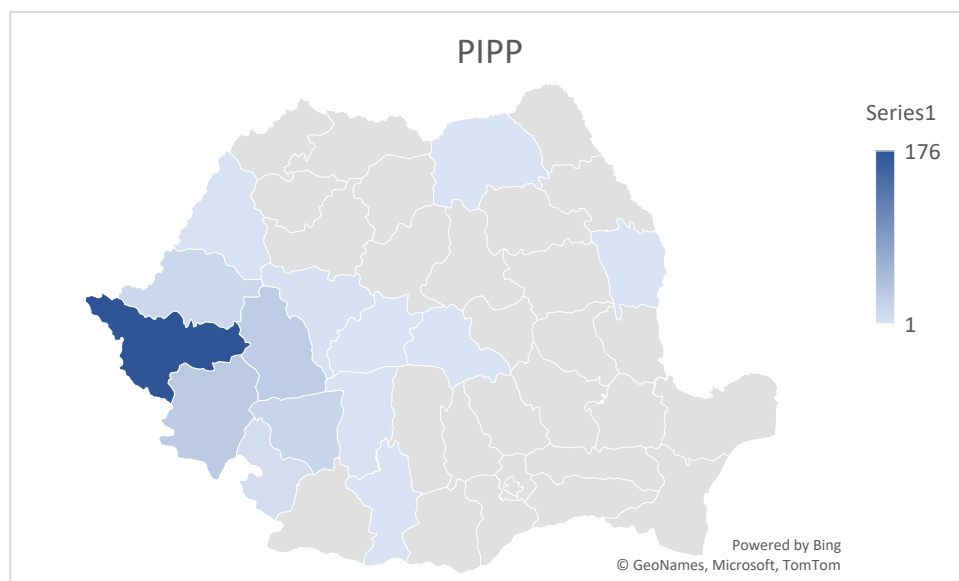 PIPP
Series1
176
1
Powered by Bing
© GeoNames, Microsoft, TomTom